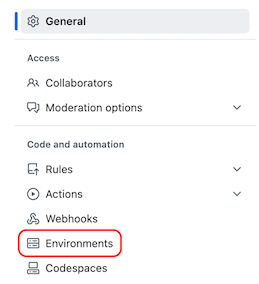 General
Access
Collaborators
Moderation options
Code and automation
Rules
Actions
Webhooks
Environments
Codespaces